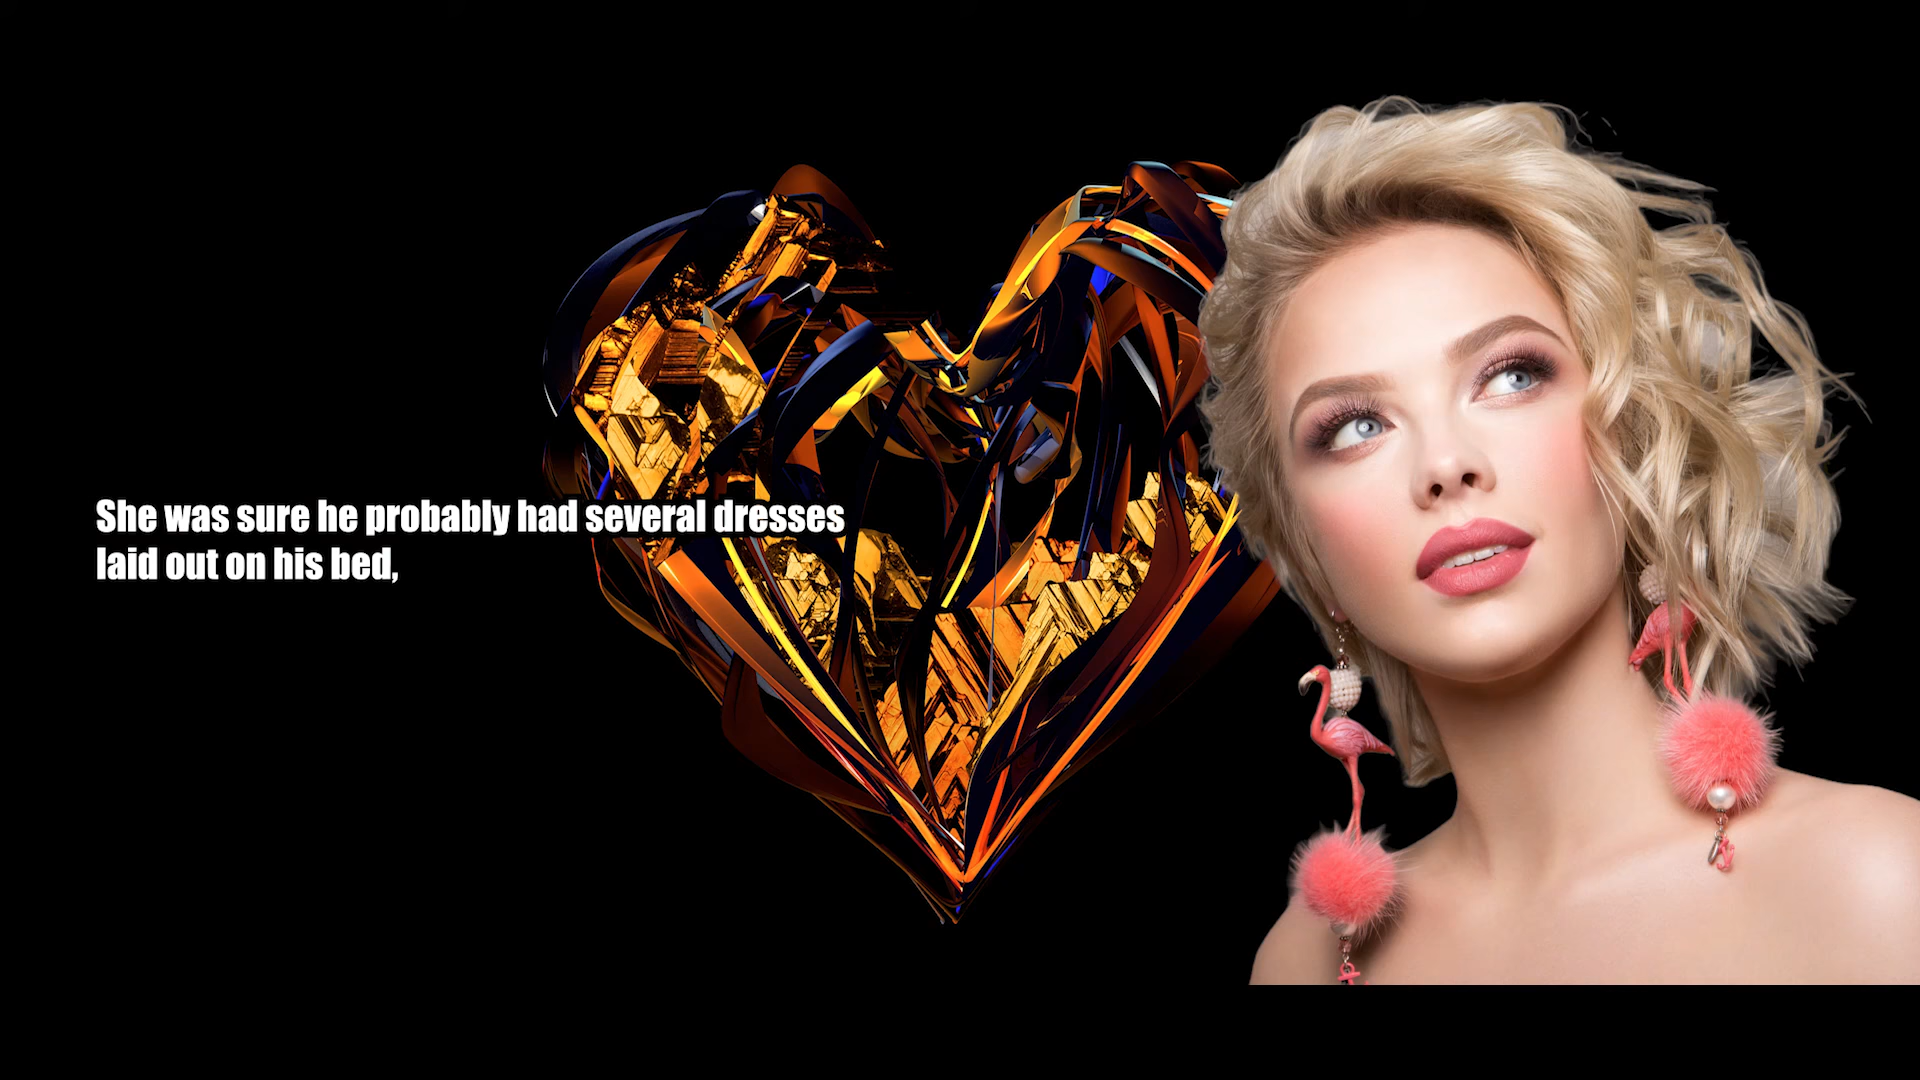 She was sure he probably had several dresses
laid out on his bed,